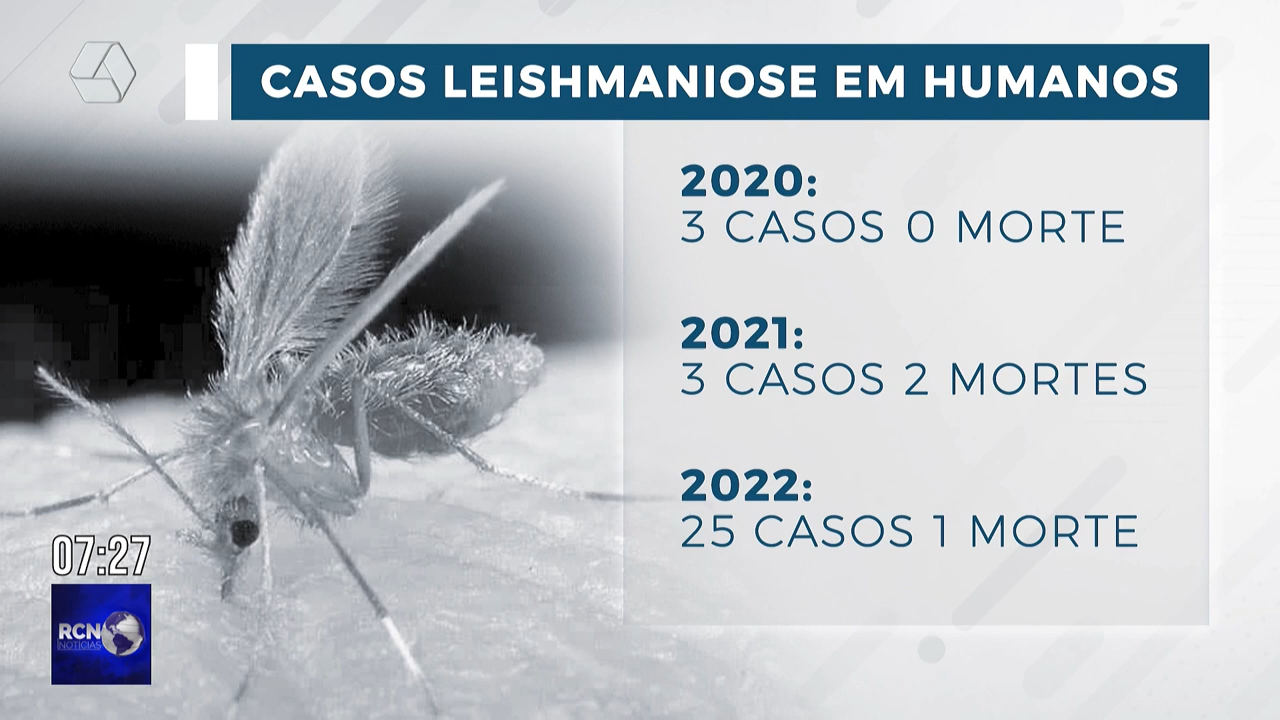 CASOS LEISHMANIOSE EM HUMANOS
2020:
3 CASOS 0 MORTE
2021:
3 CASOS 2 MORTES
2022:
25 CASOS 1 MORTE
07:27
RCN
NOTÍCIAS